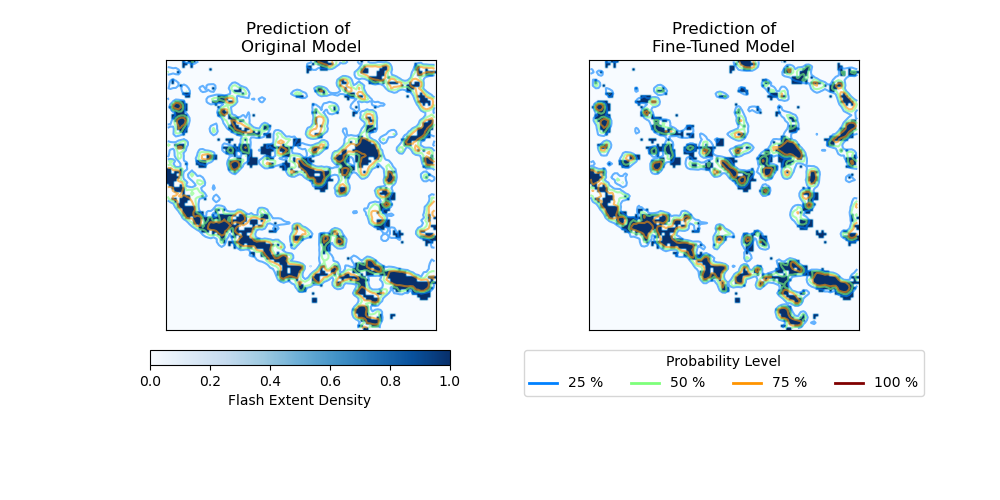 Prediction of
Original Model
Prediction of
Fine-Tuned Model
0.0 0.2 0.4 0.6 0.8 1.0
Flash Extent Density
Probability Level
25 % 50 % 75 % 100 %